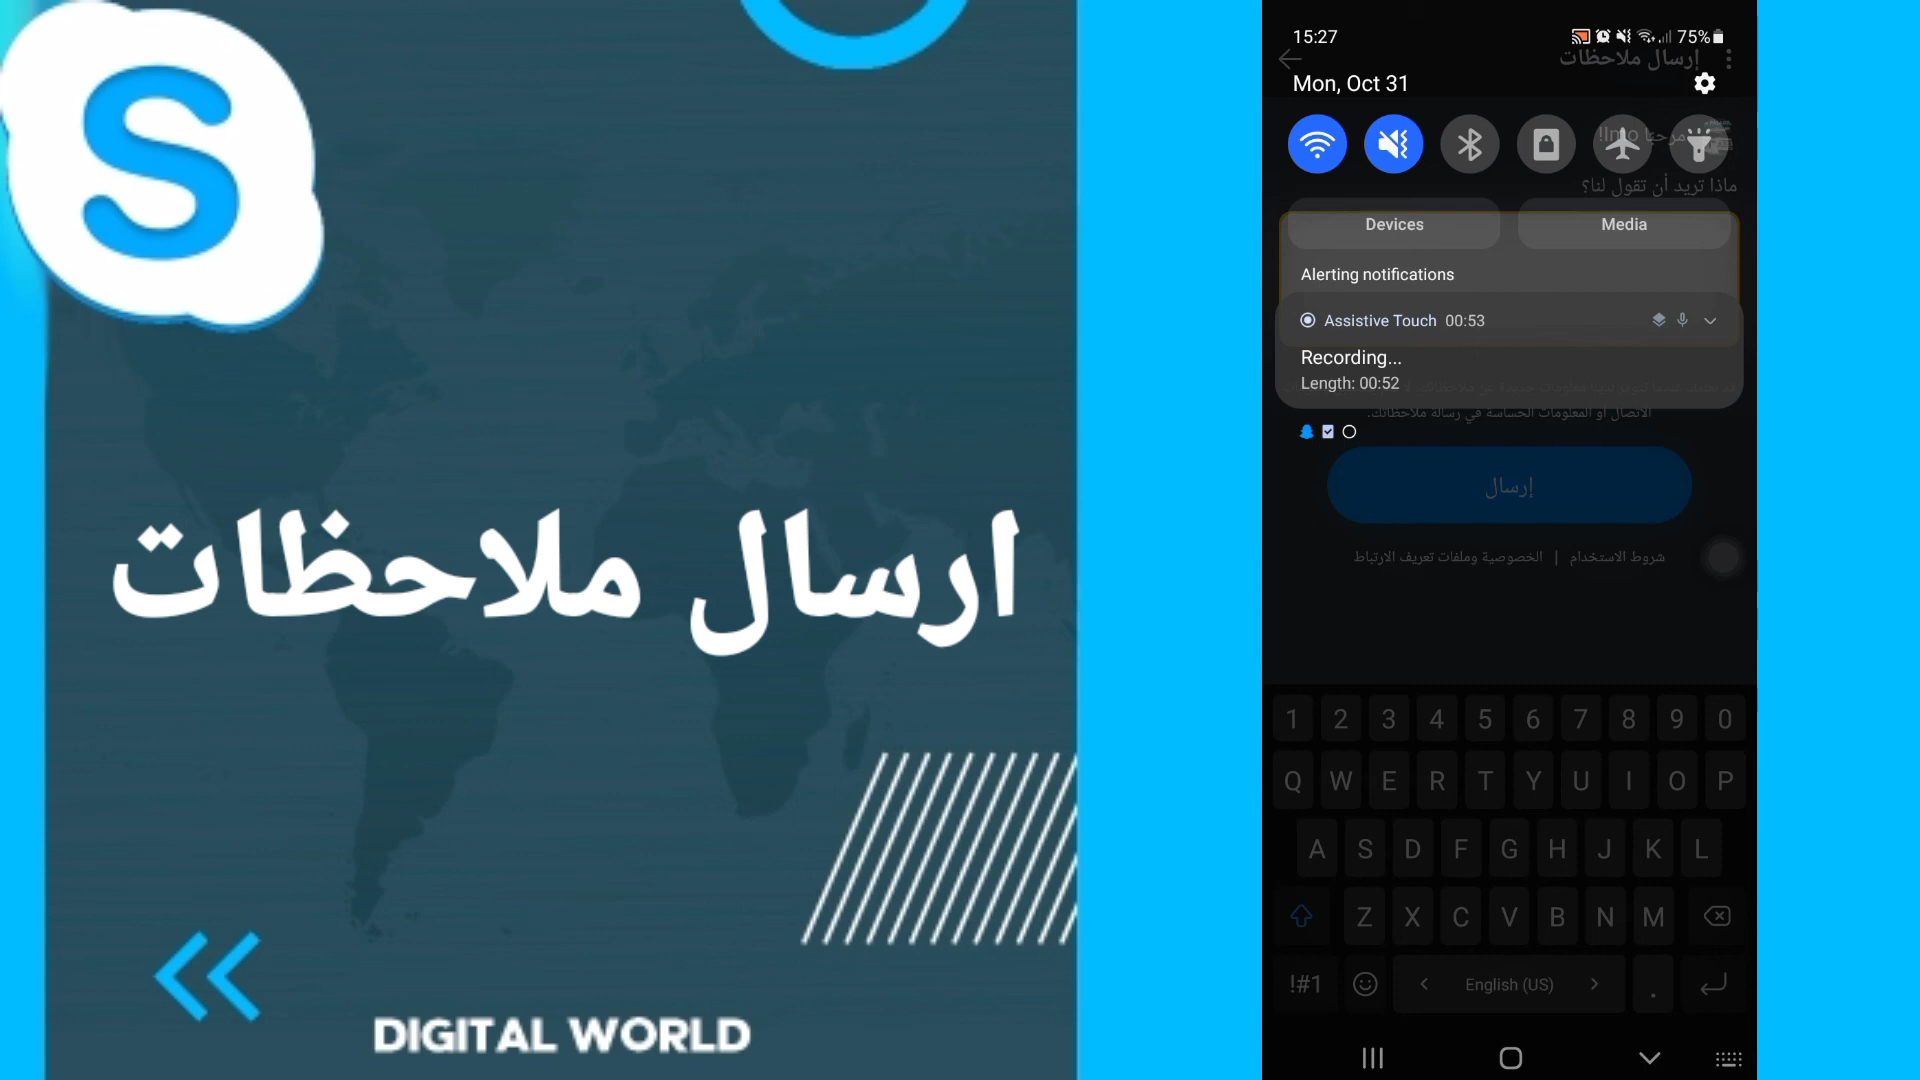 S
ارسال ملاحظات
DIGITAL WORLD
15:27
75%
إرسال ملاحظات
Mon, Oct 31
ماذا تريد أن تقول لنا؟
Devices
Media
Alerting notifications
Assistive Touch 00:53
Recording...
Length: 00:52
الاتصال أو المعلومات الحساسة في رسالة ملاحظاتك.
إرسال
شروط الاستخدام | الخصوصية وملفات تعريف الارتباط
1 2 3 4 5 6 7 8 9 0
Q W E R T Y U I O P
A S D F G H J K L
Z X C V B N M
!#1 < English (US) > .